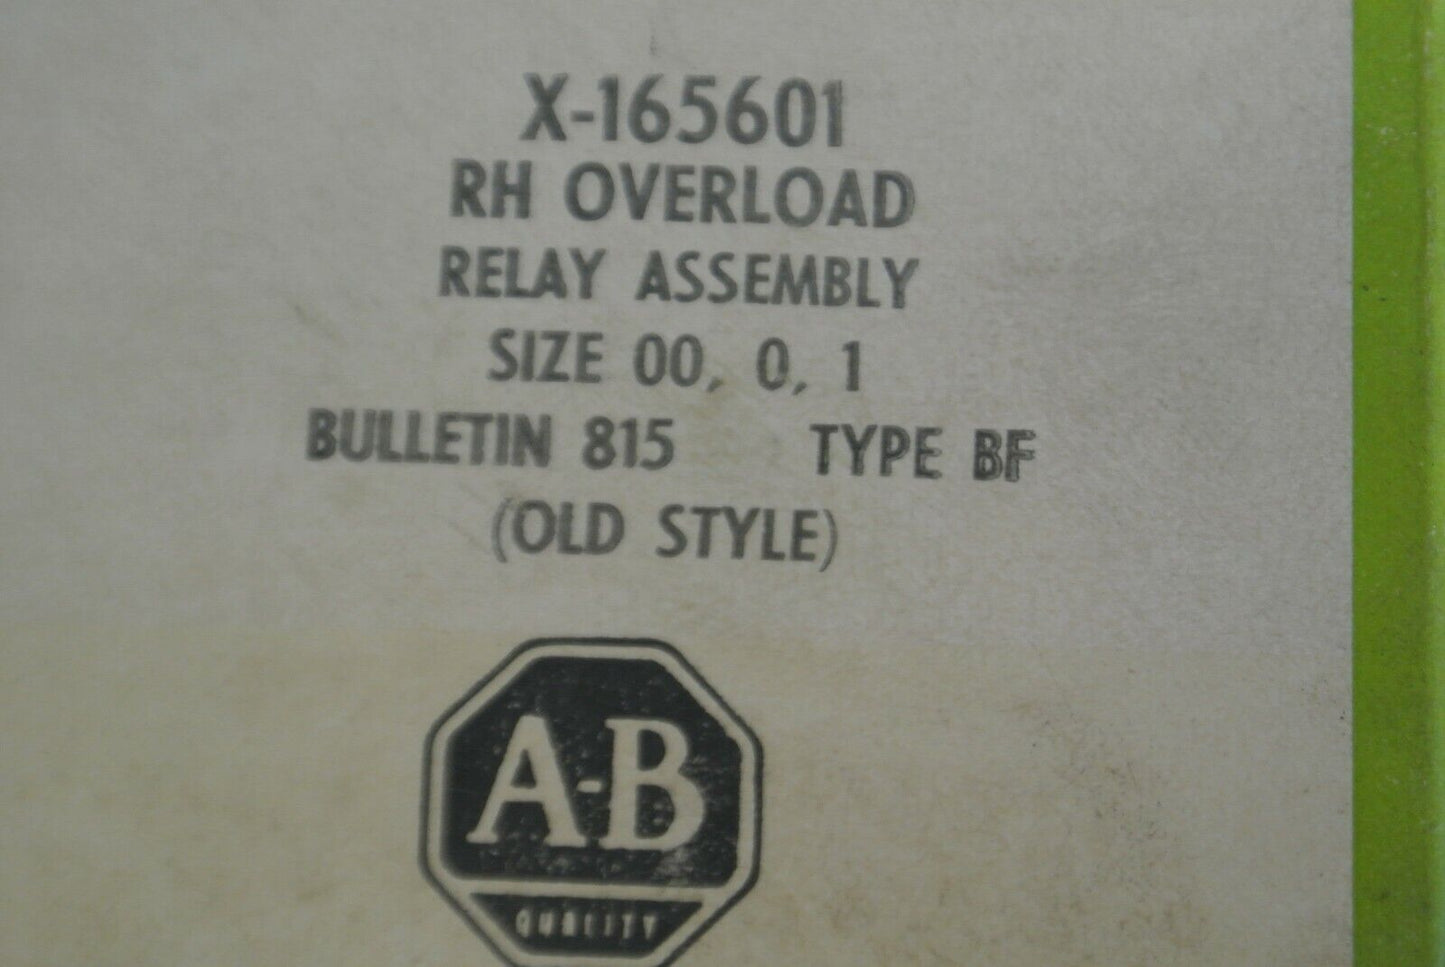 X-165601
RH OVERLOAD
RELAY ASSEMBLY
SIZE 00, 0, 1
BULLETIN 815 TYPE BF
(OLD STYLE)
A-B
QUALITY